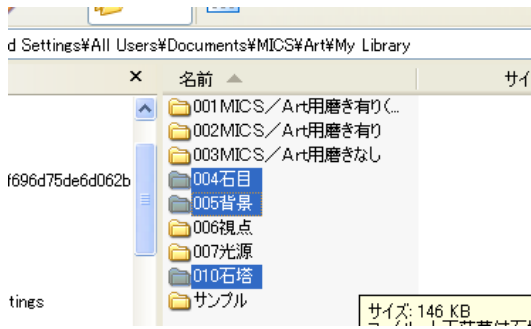 d Settings¥All Users¥Documents¥MICS¥Art¥My Library
× 名前 サイ
001MICS／Art用磨き有り(...
002MICS／Art用磨き有り
003MICS／Art用磨きなし
f696d75de6d062b 004石目
005背景
006視点
007光源
010石塔
tings サンプル
サイズ: 146 KB